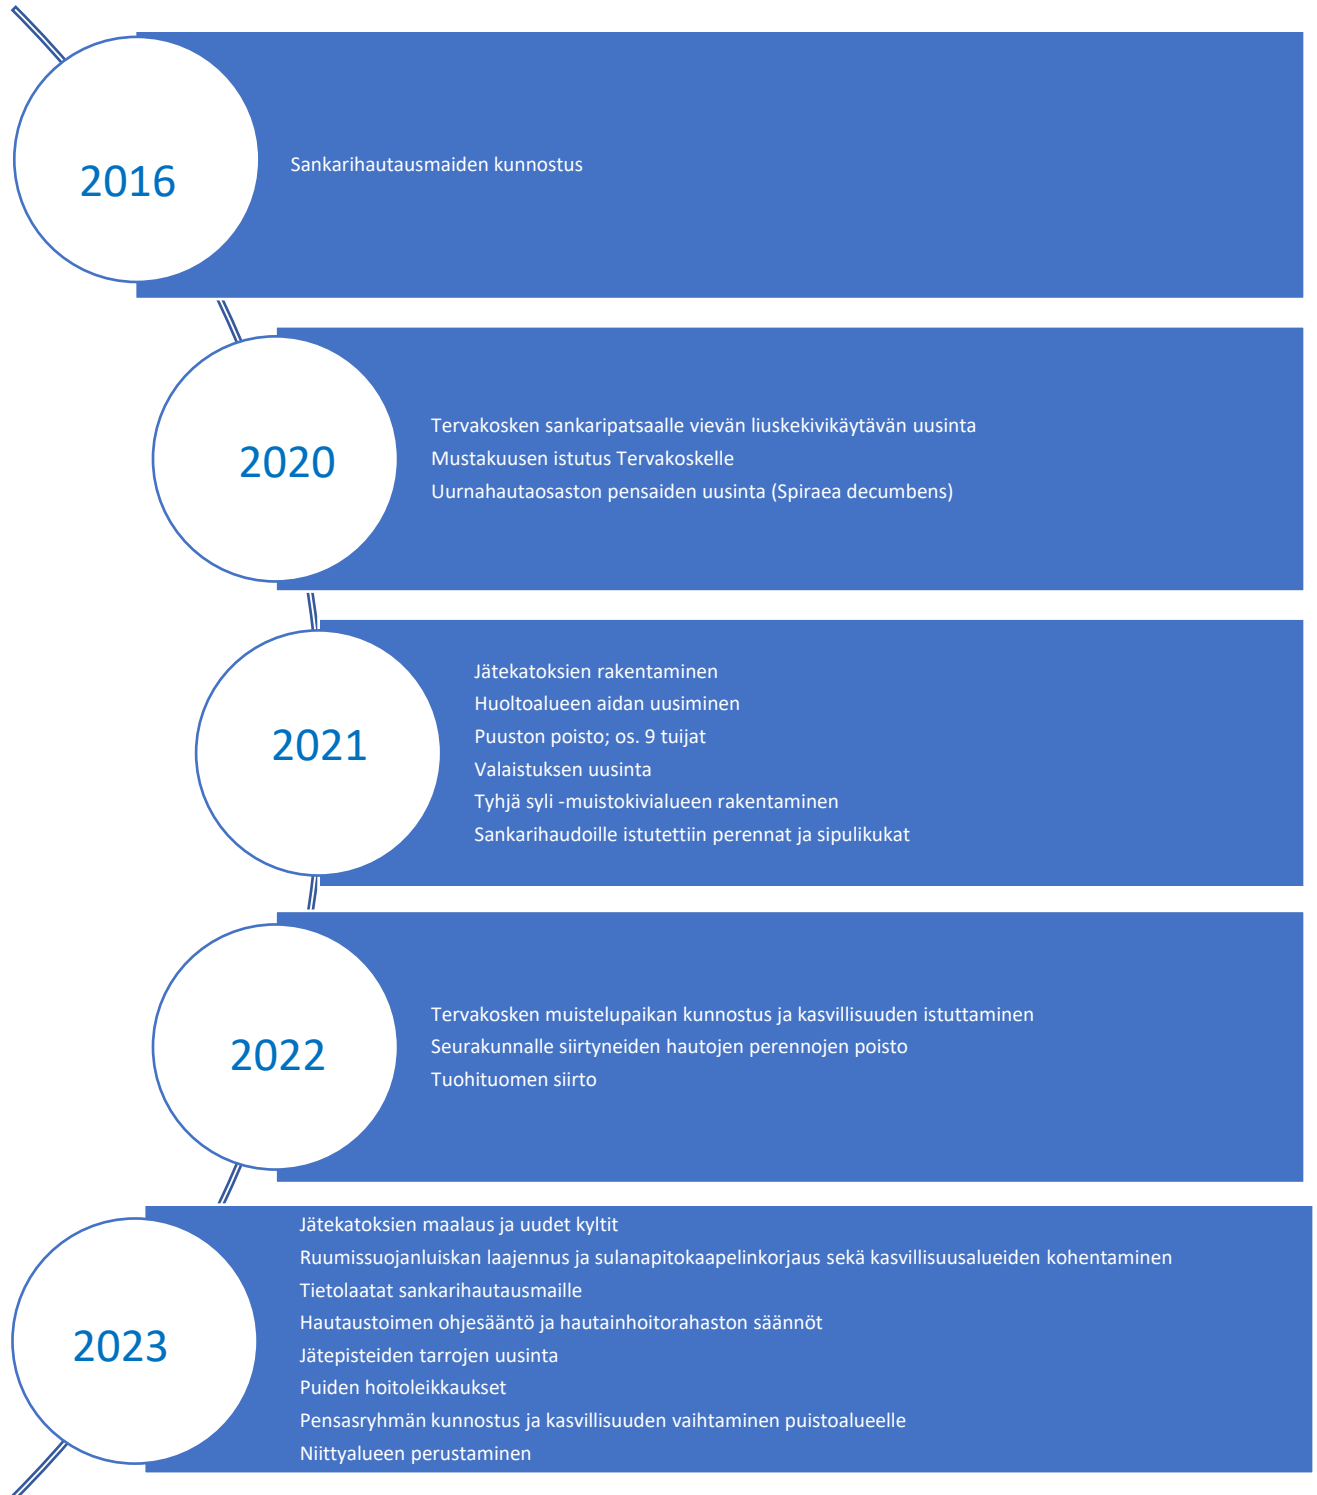 2016
Sankarihautausmaiden kunnostus
2020
Tervakosken sankaripatsaalle vievän liuskekivikäytävän uusinta
Mustakuusen istutus Tervakoskelle
Uurnahautaosaston pensaiden uusinta (Spiraea decumbens)
2021
Jätekatoksien rakentaminen
Huoltoalueen aidan uusiminen
Puuston poisto; os. 9 tuijat
Valaistuksen uusinta
Tyhjä syli -muistokivialueen rakentaminen
Sankarihaudoille istutettiin perennat ja sipulikukat
2022
Tervakosken muistelupaikan kunnostus ja kasvillisuuden istuttaminen
Seurakunnalle siirtyneiden hautojen perennojen poisto
Tuohituomen siirto
2023
Jätekatoksien maalaus ja uudet kyltit
Ruumissuojanluiskan laajennus ja sulanapitokaapelinkorjaus sekä kasvillisuusalueiden kohentaminen
Tietolaatat sankarihautausmaille
Hautaustoimen ohjesääntö ja hautainhoitorahaston säännöt
Jätepisteiden tarrojen uusinta
Puiden hoitoleikkaukset
Pensasryhmän kunnostus ja kasvillisuuden vaihtaminen puistoalueelle
Niittyalueen perustaminen